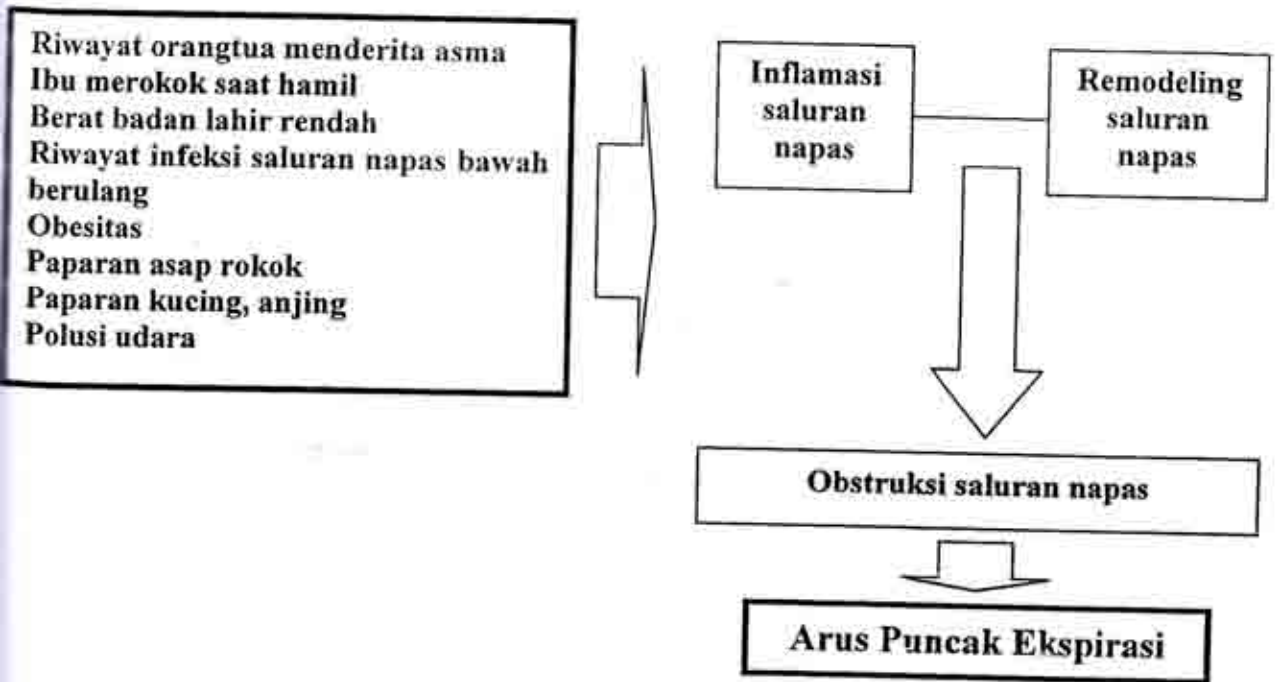 Riwayat orangtua menderita asma
Ibu merokok saat hamil
Berat badan lahir rendah
Riwayat infeksi saluran napas bawah
berulang
Obesitas
Paparan asap rokok
Paparan kucing, anjing
Polusi udara
Inflamasi
saluran
napas
Remodeling
saluran
napas
Obstruksi saluran napas
Arus Puncak Ekspirasi